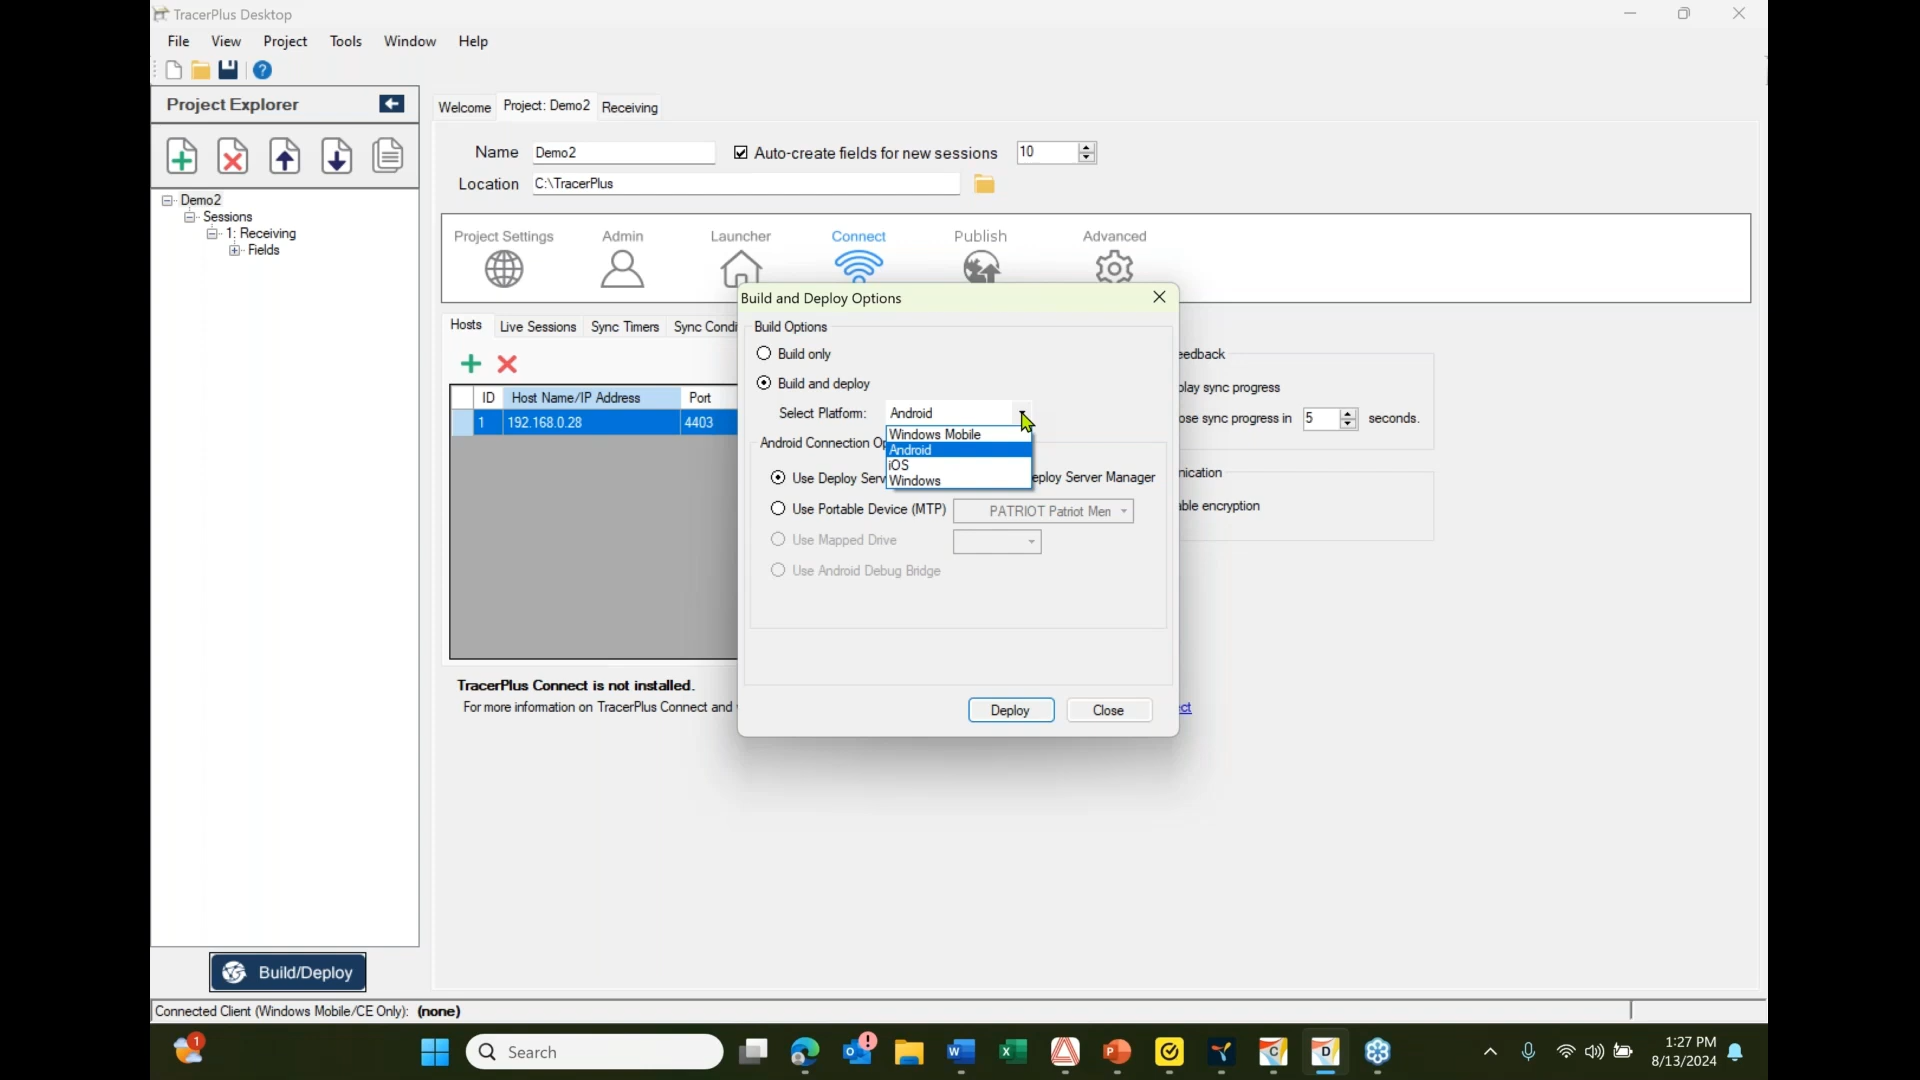 TracerPlus Desktop
File View Project Tools Window Help
Project Explorer
Demo2
Sessions
1: Receiving
Fields
Build/Deploy
Welcome Project: Demo2 Receiving
Name Demo2 Auto-create fields for new sessions 10
Location C:\TracerPlus
Project Settings Admin Launcher Connect Publish Advanced
Hosts Live Sessions Sync Timers Sync Condi
ID Host Name/IP Address Port
1 192.168.0.28 4403
TracerPlus Connect is not installed.
For more information on TracerPlus Connect and
ct
eedback
play sync progress
ose sync progress in 5 seconds.
nication
ble encryption
Build and Deploy Options
Build Options
Build only
Build and deploy
Select Platform: Android
Windows Mobile
Android
iOS
Windows
Android Connection Op
Use Deploy Serv
eploy Server Manager
Use Portable Device (MTP) PATRIOT Patriot Men
Use Mapped Drive
Use Android Debug Bridge
Deploy Close
Connected Client (Windows Mobile/CE Only): (none)
1
Search
1:27 PM
8/13/2024